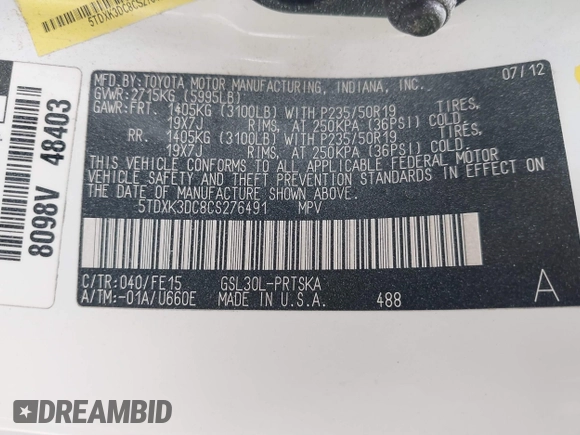 5TDXK3DC8CS276
8098V 48403
MFD.BY:TOYOTA MOTOR MANUFACTURING, INDIANA, INC. 07/12
GVWR:2715KG (5995LB)
GAWR:FRT. 1405KG (3100LB) WITH P235/50R19 TIRES,
19X7J RIMS, AT 250KPA (36PSI) COLD.
RR. 1405KG (3100LB) WITH P235/50R19 TIRES,
19X7J RIMS, AT 250KPA (36PSI) COLD.
THIS VEHICLE CONFORMS TO ALL APPLICABLE FEDERAL MOTOR
VEHICLE SAFETY AND THEFT PREVENTION STANDARDS IN EFFECT ON
THE DATE OF MANUFACTURE SHOWN ABOVE.
5TDXK3DC8CS276491 MPV
C/TR:040/FE15 GSL30L-PRTSKA
A/TM:-01A/U660E MADE IN U.S.A. 488 A
DREAMBID